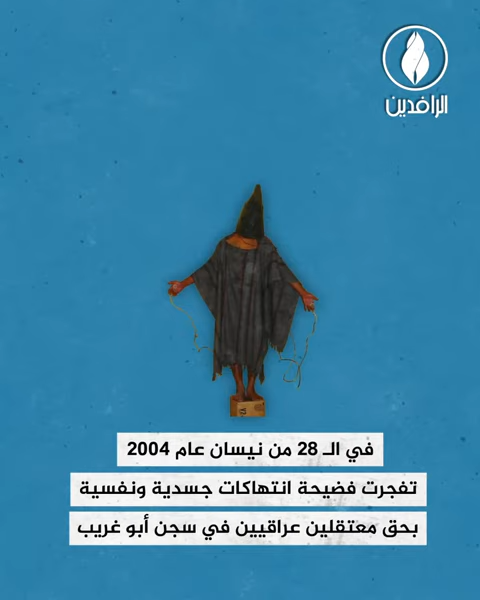 الرافدين
في الـ 28 من نيسان عام 2004
تفجرت فضيحة انتهاكات جسدية ونفسية
بحق معتقلين عراقيين في سجن أبو غريب